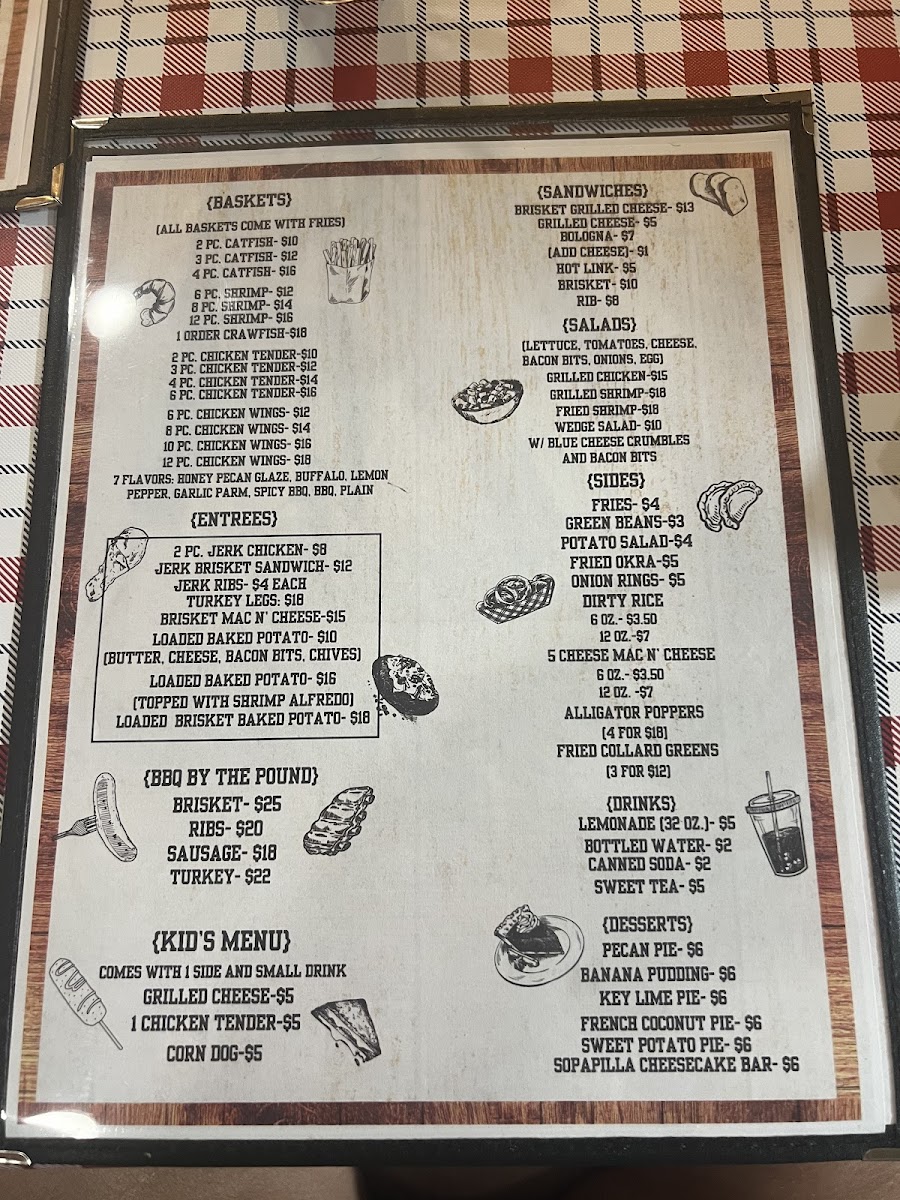 {BASKETS}
(ALL BASKETS COME WITH FRIES)
2 PC. CATFISH- $10
3 PC. CATFISH- $12
4 PC. CATFISH- $16
6 PC. SHRIMP- $12
8 PC. SHRIMP- $14
12 PC. SHRIMP- $16
1 ORDER CRAWFISH-$18
2 PC. CHICKEN TENDER-$10
3 PC. CHICKEN TENDER-$12
4 PC. CHICKEN TENDER-$14
6 PC. CHICKEN TENDER-$16
6 PC. CHICKEN WINGS- $12
8 PC. CHICKEN WINGS- $14
10 PC. CHICKEN WINGS- $16
12 PC. CHICKEN WINGS- $18
7 FLAVORS: HONEY PECAN GLAZE, BUFFALO, LEMON
PEPPER, GARLIC PARM, SPICY BBQ, BBQ, PLAIN
{ENTREES}
2 PC. JERK CHICKEN- $8
JERK BRISKET SANDWICH- $12
JERK RIBS- $4 EACH
TURKEY LEGS: $18
BRISKET MAC N' CHEESE-$15
LOADED BAKED POTATO- $10
(BUTTER, CHEESE, BACON BITS, CHIVES)
LOADED BAKED POTATO- $16
(TOPPED WITH SHRIMP ALFREDO)
LOADED BRISKET BAKED POTATO- $18
{BBQ BY THE POUND}
BRISKET- $25
RIBS- $20
SAUSAGE- $18
TURKEY- $22
{KID'S MENU}
COMES WITH 1 SIDE AND SMALL DRINK
GRILLED CHEESE-$5
1 CHICKEN TENDER-$5
CORN DOG-$5
{SANDWICHES}
BRISKET GRILLED CHEESE- $13
GRILLED CHEESE- $5
BOLOGNA- $7
(ADD CHEESE)- $1
HOT LINK- $5
BRISKET- $10
RIB- $8
{SALADS}
(LETTUCE, TOMATOES, CHEESE,
BACON BITS, ONIONS, EGG)
GRILLED CHICKEN-$15
GRILLED SHRIMP-$18
FRIED SHRIMP-$18
WEDGE SALAD- $10
W/ BLUE CHEESE CRUMBLES
AND BACON BITS
{SIDES}
FRIES- $4
GREEN BEANS-$3
POTATO SALAD-$4
FRIED OKRA-$5
ONION RINGS- $5
DIRTY RICE
6 OZ.- $3.50
12 OZ.-$7
5 CHEESE MAC N' CHEESE
6 OZ.- $3.50
12 OZ. -$7
ALLIGATOR POPPERS
(4 FOR $18)
FRIED COLLARD GREENS
(3 FOR $12)
{DRINKS}
LEMONADE (32 OZ.)- $5
BOTTLED WATER- $2
CANNED SODA- $2
SWEET TEA- $5
{DESSERTS}
PECAN PIE- $6
BANANA PUDDING- $6
KEY LIME PIE- $6
FRENCH COCONUT PIE- $6
SWEET POTATO PIE- $6
SOPAPILLA CHEESECAKE BAR- $6